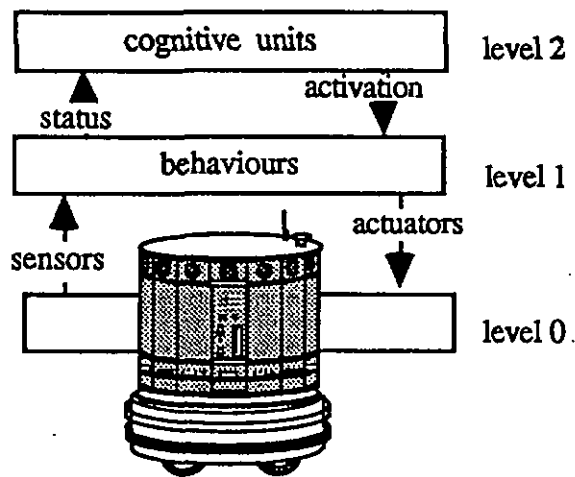 cognitive units
level 2
status
activation
behaviours
level 1
sensors
actuators
level 0